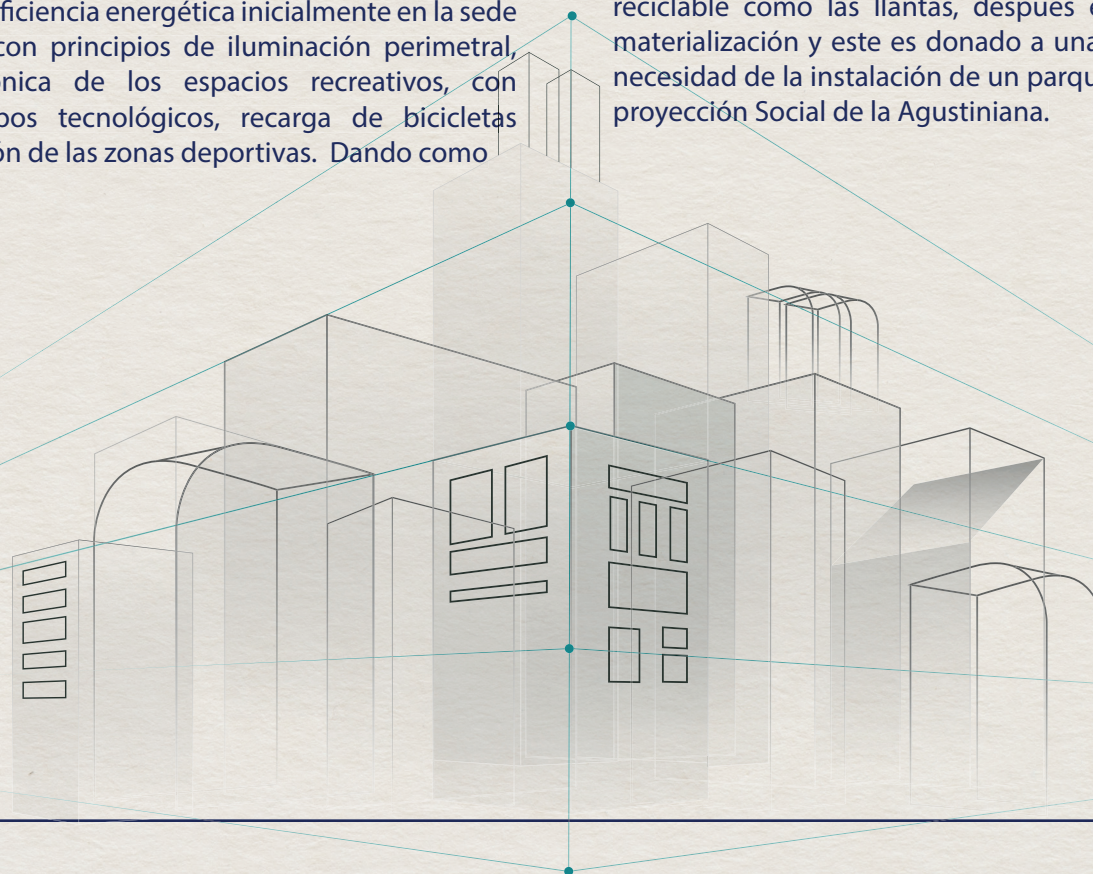 ficiencia energética inicialmente en la sede
con principios de iluminación perimetral,
nica de los espacios recreativos, con
pos tecnológicos, recarga de bicicletas
ón de las zonas deportivas. Dando como
reciclable como las llantas, después
materialización y este es donado a una
necesidad de la instalación de un parqu
proyección Social de la Agustiniana.